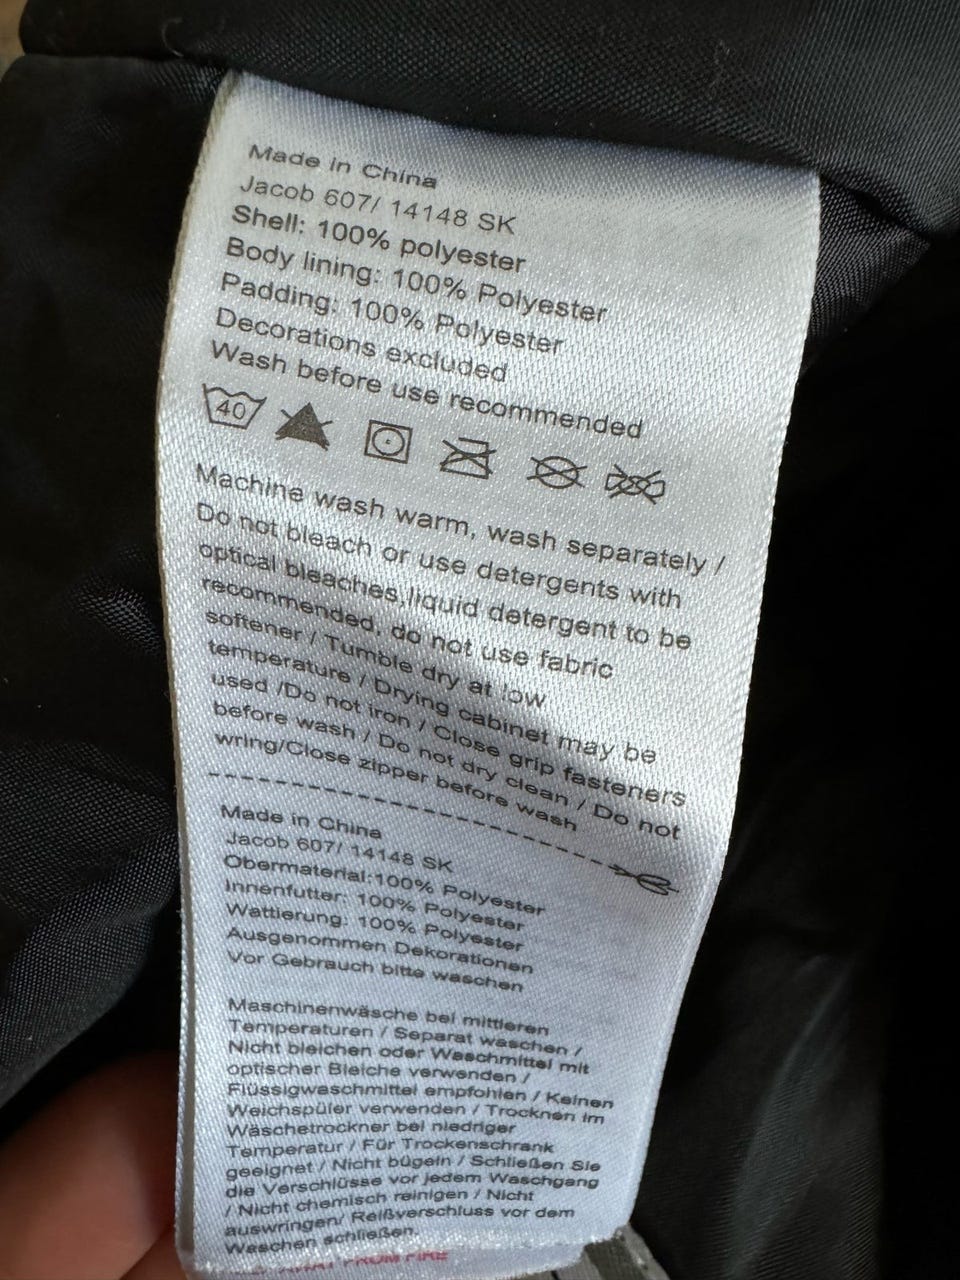 Made in China
Jacob 607/ 14148 SK
Shell: 100% polyester
Body lining: 100% Polyester
Padding: 100% Polyester
Decorations excluded
Wash before use recommended
40
Machine wash warm, wash separately /
Do not bleach or use detergents with
optical bleaches,liquid detergent to be
recommended, do not use fabric
softener / Tumble dry at low
temperature / Drying cabinet may be
used /Do not iron / Close grip fasteners
before wash / Do not dry clean / Do not
wring/Close zipper before wash
Made in China
Jacob 607/ 14148 SK
Obermaterial:100% Polyester
Innenfutter: 100% Polyester
Wattierung: 100% Polyester
Ausgenommen Dekorationen
Vor Gebrauch bitte waschen
Maschinenwäsche bei mittleren
Temperaturen / Separat waschen /
Nicht bleichen oder Waschmittel mit
optischer Bleiche verwenden /
Flüssigwaschmittel empfohlen / Keinen
Weichspüler verwenden / Trocknen im
Wäschetrockner bei niedriger
Temperatur / Für Trockenschrank
geeignet / Nicht bügeln / Schließen Sie
die Verschlüsse vor jedem Waschgang
/ Nicht chemisch reinigen / Nicht
auswringen/ Reißverschluss vor dem
Waschen schließen.
AWAY FROM FIRE